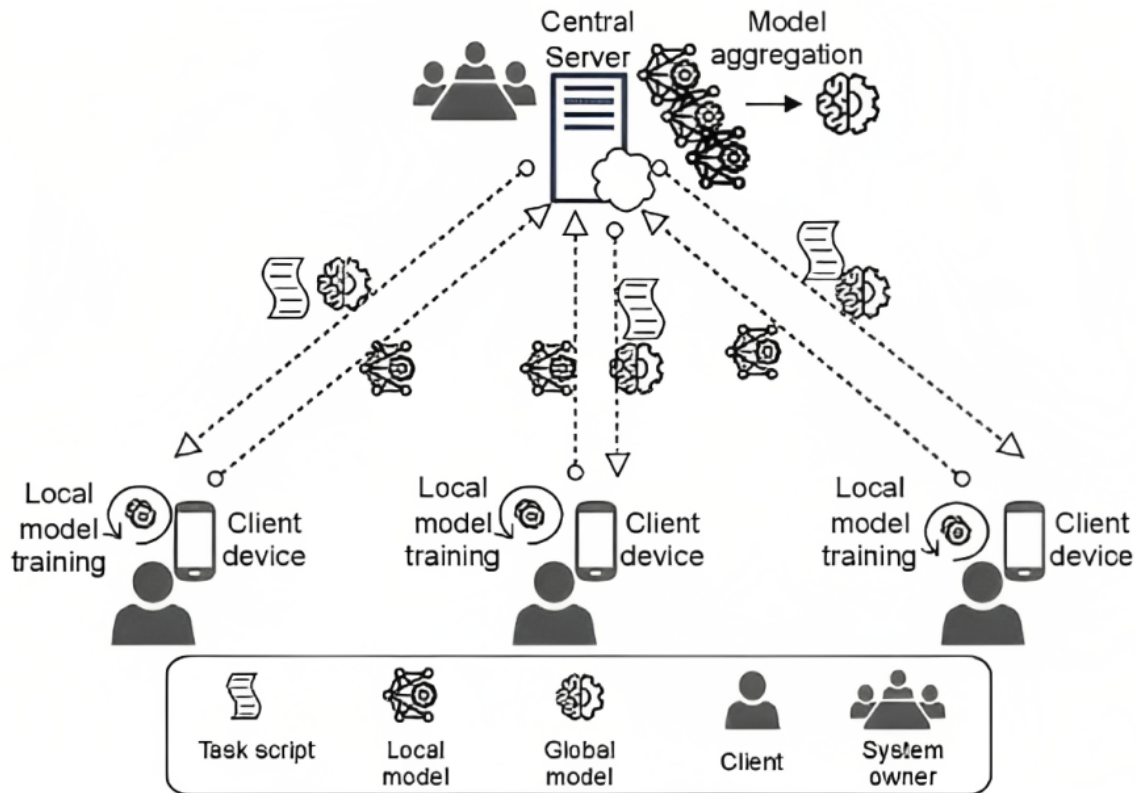 Central
Server
Model
aggregation
Local
model
training
Client
device
Local
model
training
Client
device
Local
model
training
Client
device
Task script
Local
model
Global
model
Client
System
owner